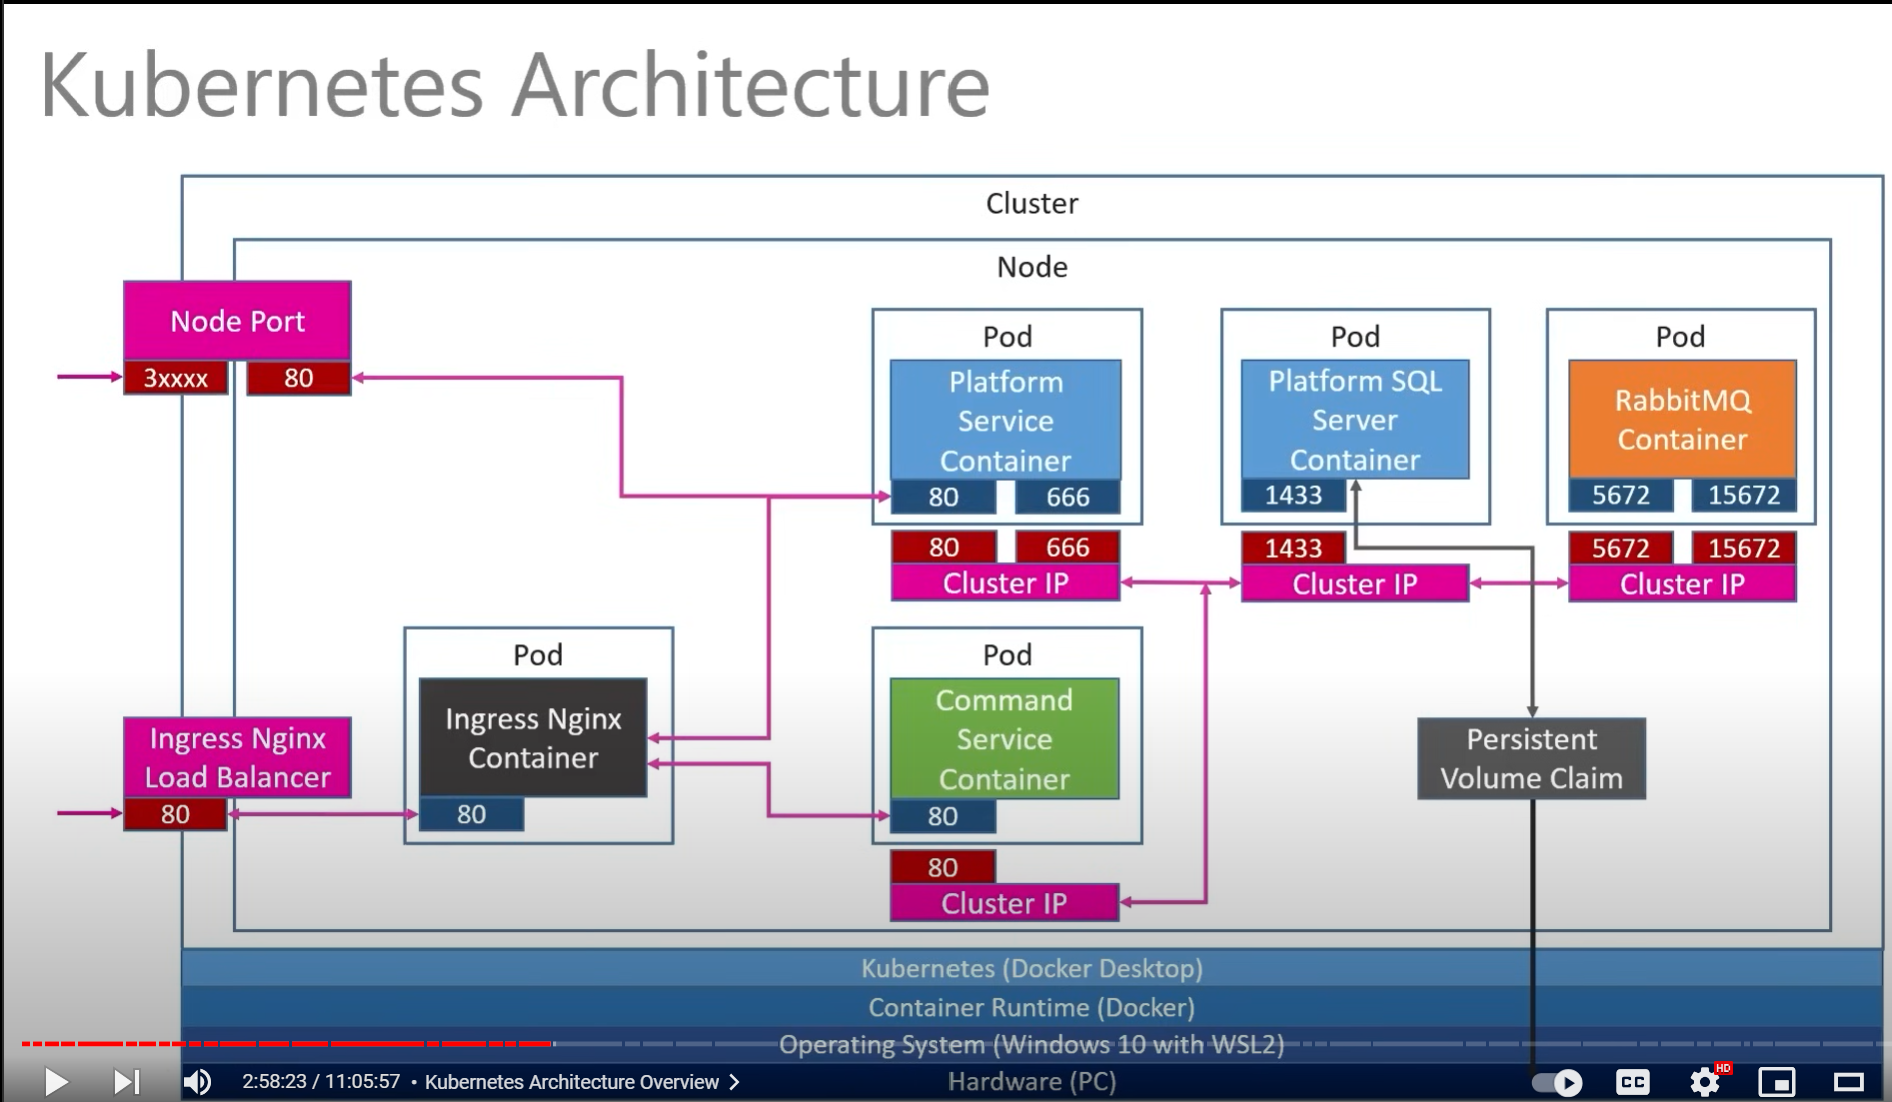 Kubernetes Architecture
Cluster
Node
Node Port
3xxxx
80
Pod
Platform
Service
Container
80
666
80
666
Cluster IP
Pod
Platform SQL
Server
Container
1433
1433
Cluster IP
Pod
RabbitMQ
Container
5672
15672
5672
15672
Cluster IP
Ingress Nginx
Load Balancer
80
Pod
Ingress Nginx
Container
80
Pod
Command
Service
Container
80
80
Cluster IP
Persistent
Volume Claim
Kubernetes (Docker Desktop)
Container Runtime (Docker)
Operating System (Windows 10 with WSL2)
Hardware (PC)
2:58:23 / 11:05:57 • Kubernetes Architecture Overview
CC
HD